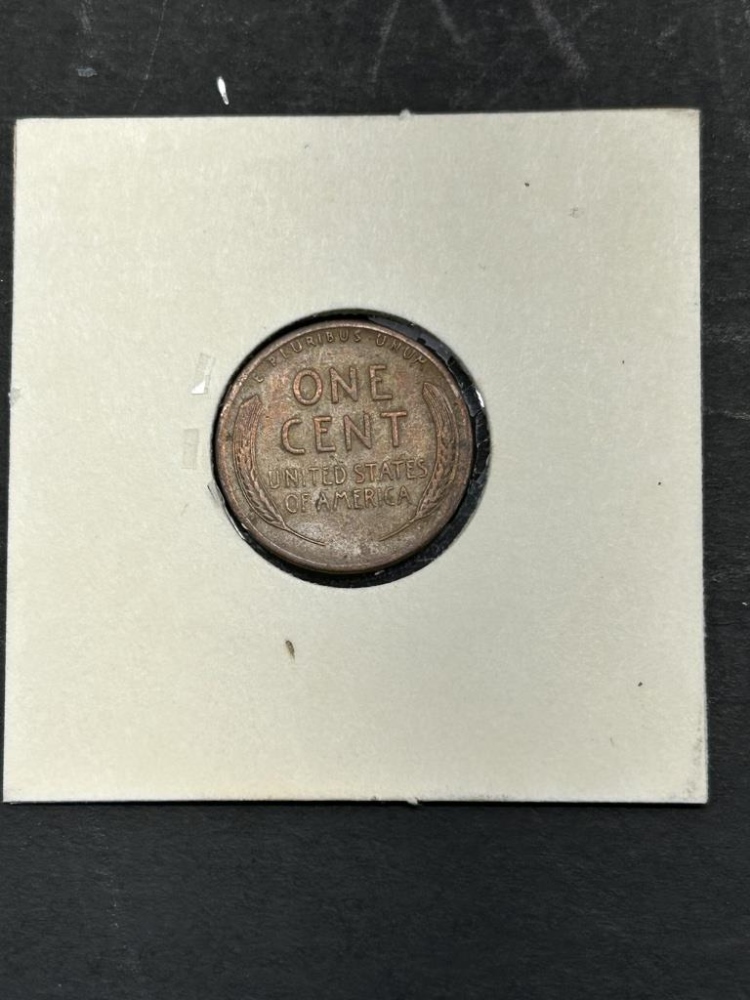 E PLURIBUS UNUM
ONE
CENT
UNITED STATES
OF AMERICA